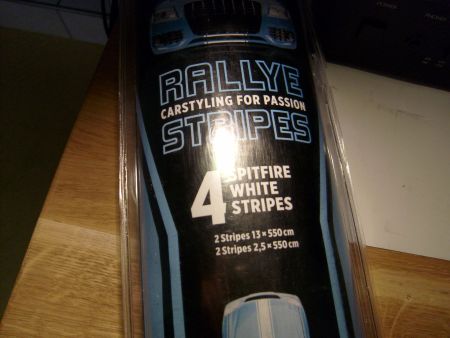 RALLYE
CARSTYLING FOR PASSION
STRIPES
4 SPITFIRE
WHITE
STRIPES
2 Stripes 13 × 550 cm
2 Stripes 2,5 × 550 cm